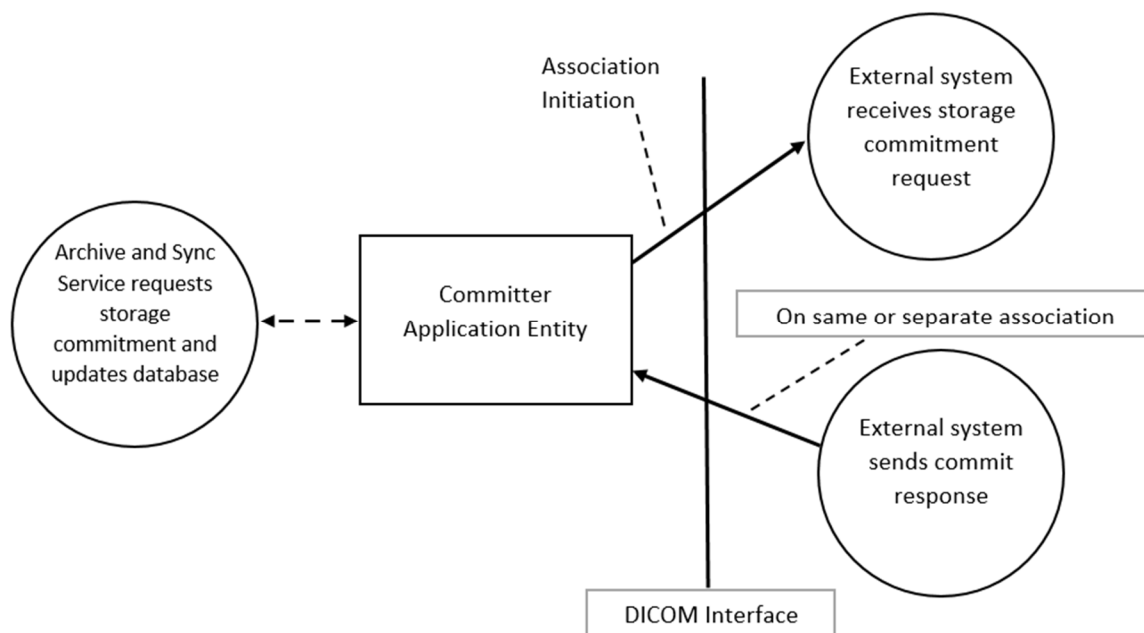 Association
Initiation
External system
receives storage
commitment
request
Archive and Sync
Service requests
storage
commitment and
updates database
Committer
Application Entity
On same or separate association
External system
sends commit
response
DICOM Interface